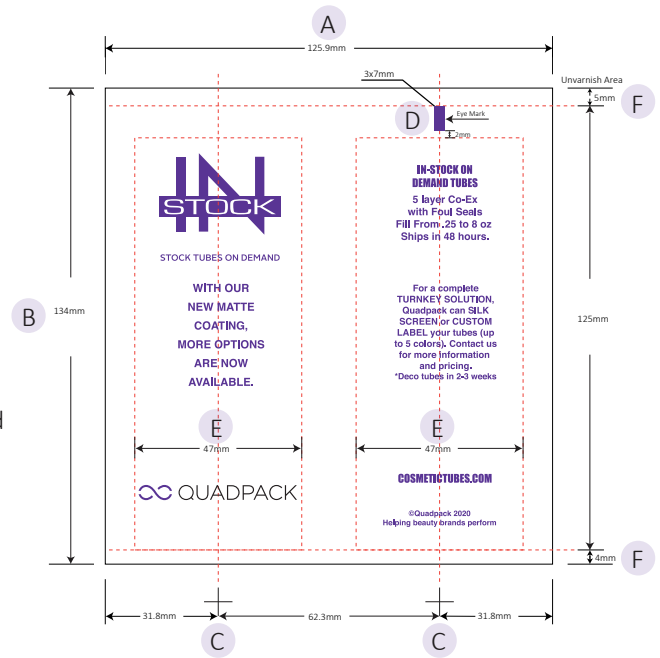 A
125.9mm
3x7mm
Unvarnish Area
5mm
F
D
Eye Mark
2mm
IN
STOCK
STOCK TUBES ON DEMAND
WITH OUR
NEW MATTE
COATING,
MORE OPTIONS
ARE NOW
AVAILABLE.
IN-STOCK ON
DEMAND TUBES
5 layer Co-Ex
with Foul Seals
Fill From .25 to 8 oz
Ships in 48 hours.
For a complete
TURNKEY SOLUTION,
Quadpack can SILK
SCREEN or CUSTOM
LABEL your tubes (up
to 5 colors). Contact us
for more information
and pricing.
*Deco tubes in 2-3 weeks
B
134mm
125mm
d
E
47mm
E
47mm
QUADPACK
COSMETICTUBES.COM
©Quadpack 2020
Helping beauty brands perform
4mm
F
31.8mm
62.3mm
31.8mm
C
C